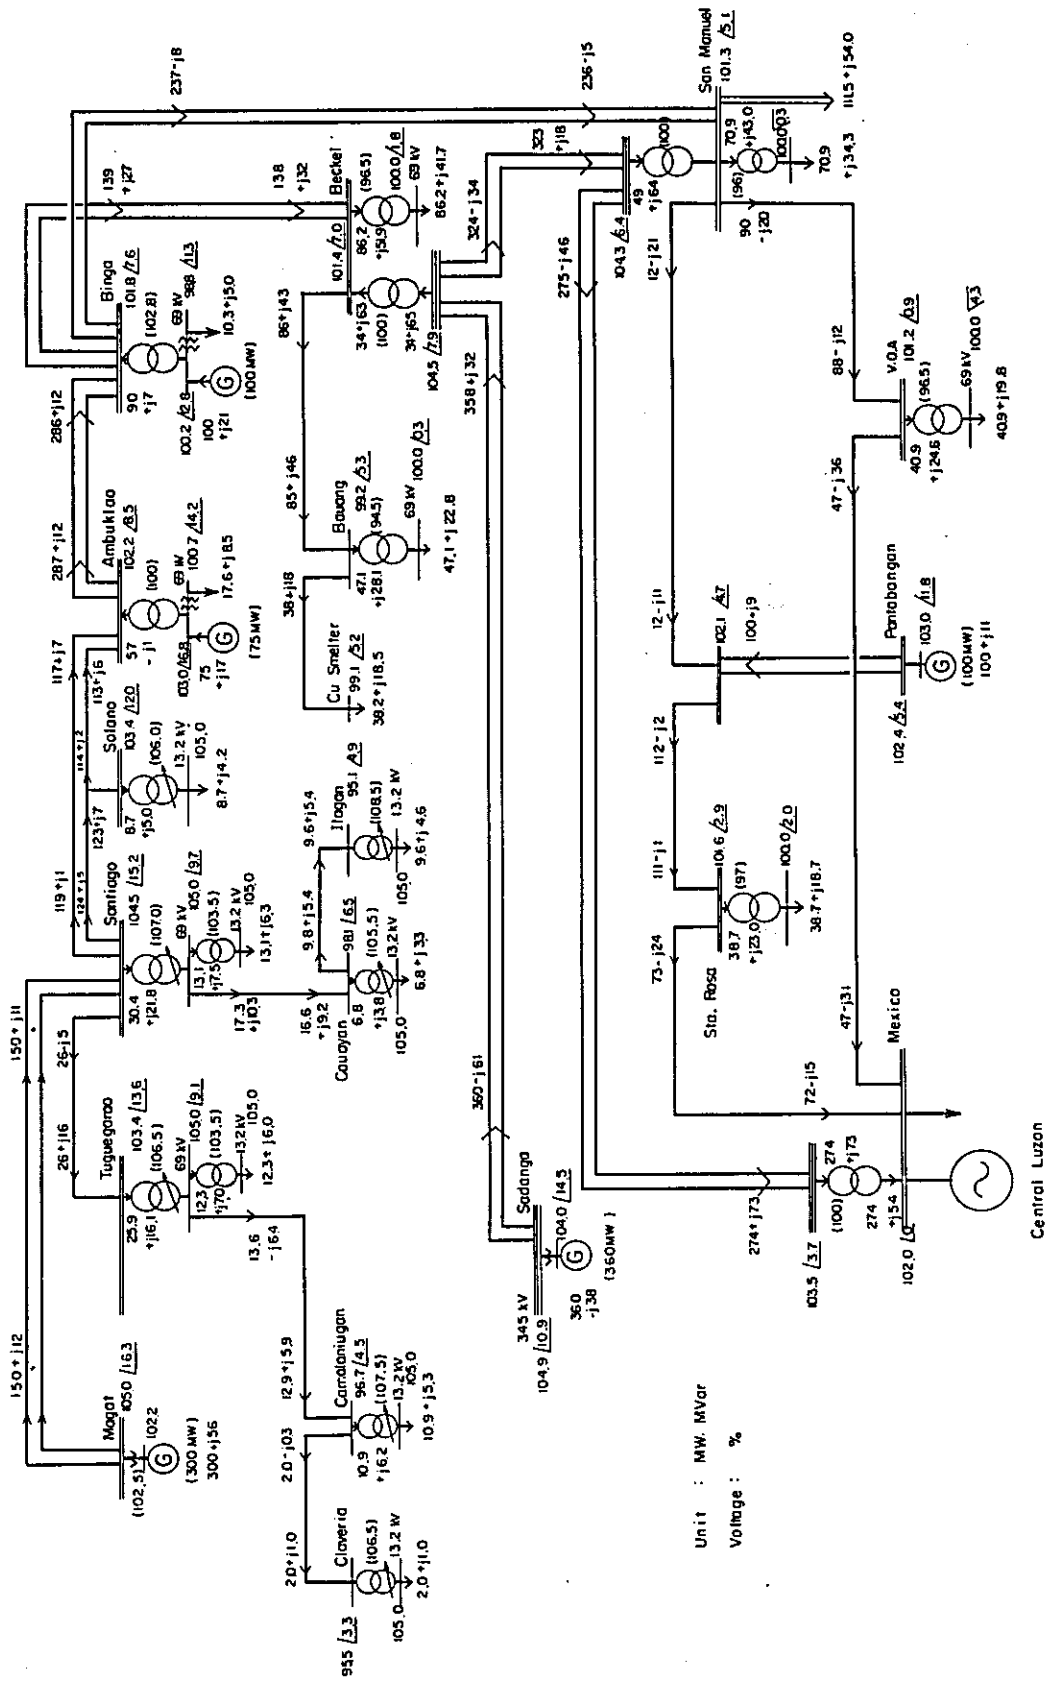 150+j12
150+j11
Magat
105.0 /16.3
(102.5)
102.2
G
(300 MW)
300+j56
Tuguegarao
103.4 /13.6
25.9
+j16.1
(106.5)
69 kV
105.0 /9.1
12.3
+j7.0
(103.5)
13.2 kV
105.0
12.3+j6.0
13.6
-j6.4
26+j16
26-j5
Santiago
104.5 /15.2
30.4
+j21.8
(107.0)
69 kV
105.0 /9.7
13.1
+j7.5
(103.5)
13.2 kV
105.0
13.1+j6.3
17.3
+j10.3
119+j1
124+j5
123+j7
Solano
103.4 /12.0
8.7
+j5.0
(106.0)
13.2 kV
105.0
8.7+j4.2
117+j7
114+j2
113+j6
Ambuklao
102.2 /8.5
57
-j1
(100)
69 kV
100.7 /14.2
17.6+j8.5
103.0 /16.8
75
+j17
G
(75MW)
287+j12
286+j12
Binga
101.8 /7.6
90
+j7
(102.8)
69 kV
98.8 /11.3
10.3+j5.0
100.2 /12.8
100
+j21
G
(100 MW)
139
+j27
237-j8
138
+j32
236-j5
Claveria
95.5 /3.3
(106.5)
13.2 kV
105.0
2.0+j1.0
2.0+j1.0
2.0-j0.3
Camalaniugan
96.7 /4.5
10.9
+j6.2
(107.5)
13.2 kV
105.0
10.9+j5.3
12.9+j5.9
16.6
+j9.2
Cauayan
98.1 /6.5
6.8
+j3.8
(105.5)
13.2 kV
105.0
6.8+j3.3
9.8+j5.4
9.6+j5.4
Ilagan
95.1 /4.9
(108.5)
13.2 kV
105.0
9.6+j4.6
Cu Smelter
99.1 /5.2
38.2+j18.5
38+j18
Bauang
99.2 /5.3
47.1
+j28.1
(94.5)
69 kV 100.0 /0.3
47.1+j22.8
85+j46
86+j43
Beckel
101.4 /7.0
86.2
+j51.9
(96.5)
100.0 /1.8
69 kV
86.2+j41.7
34+j63
(100)
34+j65
104.5 /7.9
Sadanga
345 kV
104.9 /10.9
104.0 /14.5
G
360
-j38
(360MW)
360-j61
358+j32
324-j34
323
+j18
275-j46
274+j73
104.3 /6.4
49
+j64
(100)
San Manuel
101.3 /5.1
70.9
+j43.0
(96)
100.0 /0.3
70.9
+j34.3
111.5+j54.0
90
-j20
12-j21
12-j11
102.1 /4.7
100+j9
Pantabangan
102.4 /5.4
103.0 /11.8
G
(100MW)
100+j11
112-j2
111-j1
Sta. Rosa
101.6 /2.9
38.7
+j23.0
(97)
100.0 /2.0
38.7+j18.7
73-j24
72-j15
88-j12
V.O.A
101.2 /0.9
40.9
+j24.6
(96.5)
69 kV
100.0 /4.3
40.9+j19.8
47-j36
47-j31
103.5 /3.7
(100)
274
+j73
274
+j54
Mexico
102.0 /0
Central Luzon
Unit : MW. MVar
Voltage : %